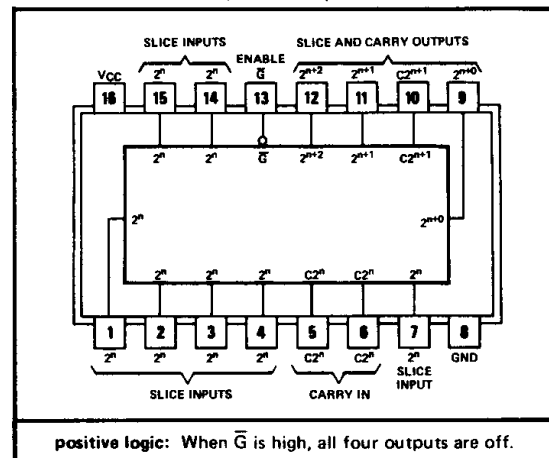 SLICE INPUTS ENABLE SLICE AND CARRY OUTPUTS
VCC 2ⁿ 2ⁿ G̅ 2ⁿ⁺² 2ⁿ⁺¹ C2ⁿ⁺¹ 2ⁿ⁺⁰
16 15 14 13 12 11 10 9
2ⁿ 2ⁿ G̅ 2ⁿ⁺² 2ⁿ⁺¹ C2ⁿ⁺¹
2ⁿ 2ⁿ⁺⁰
2ⁿ 2ⁿ 2ⁿ C2ⁿ C2ⁿ 2ⁿ
1 2 3 4 5 6 7 8
2ⁿ 2ⁿ 2ⁿ 2ⁿ C2ⁿ C2ⁿ 2ⁿ GND
SLICE INPUTS CARRY IN SLICE
INPUT
positive logic: When G̅ is high, all four outputs are off.